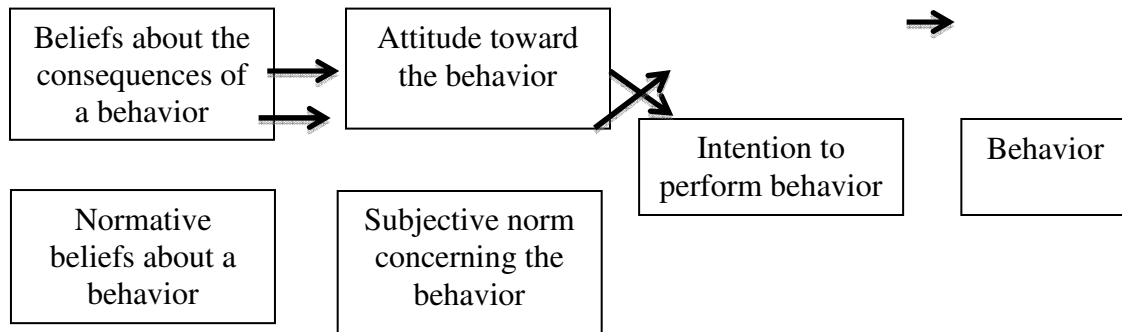 Beliefs about the
consequences of
a behavior
Attitude toward
the behavior
Intention to
perform behavior
Behavior
Normative
beliefs about a
behavior
Subjective norm
concerning the
behavior